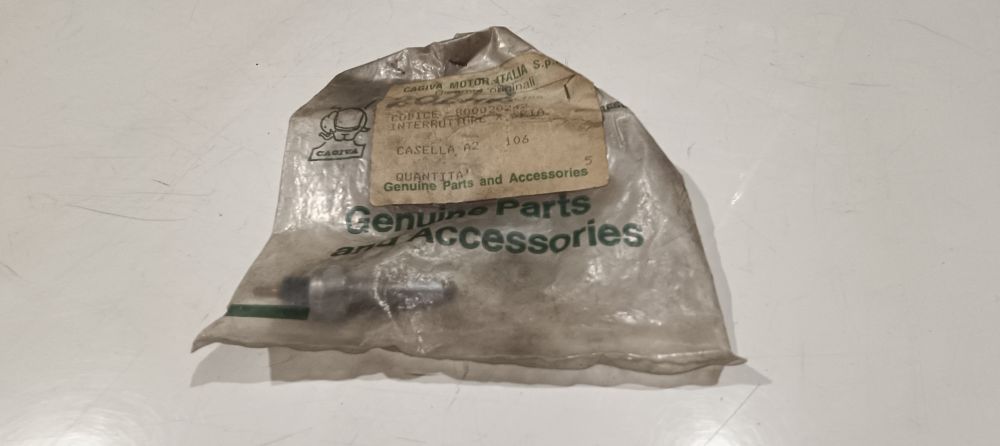 CAGIVA MOTOR ITALIA S.p.
originali
CODICE
INTERRUTTORE X SPIA
CASELLA A2 106
QUANTITA' 5
Genuine Parts and Accessories
CAGIVA
Genuine Parts
and Accessories